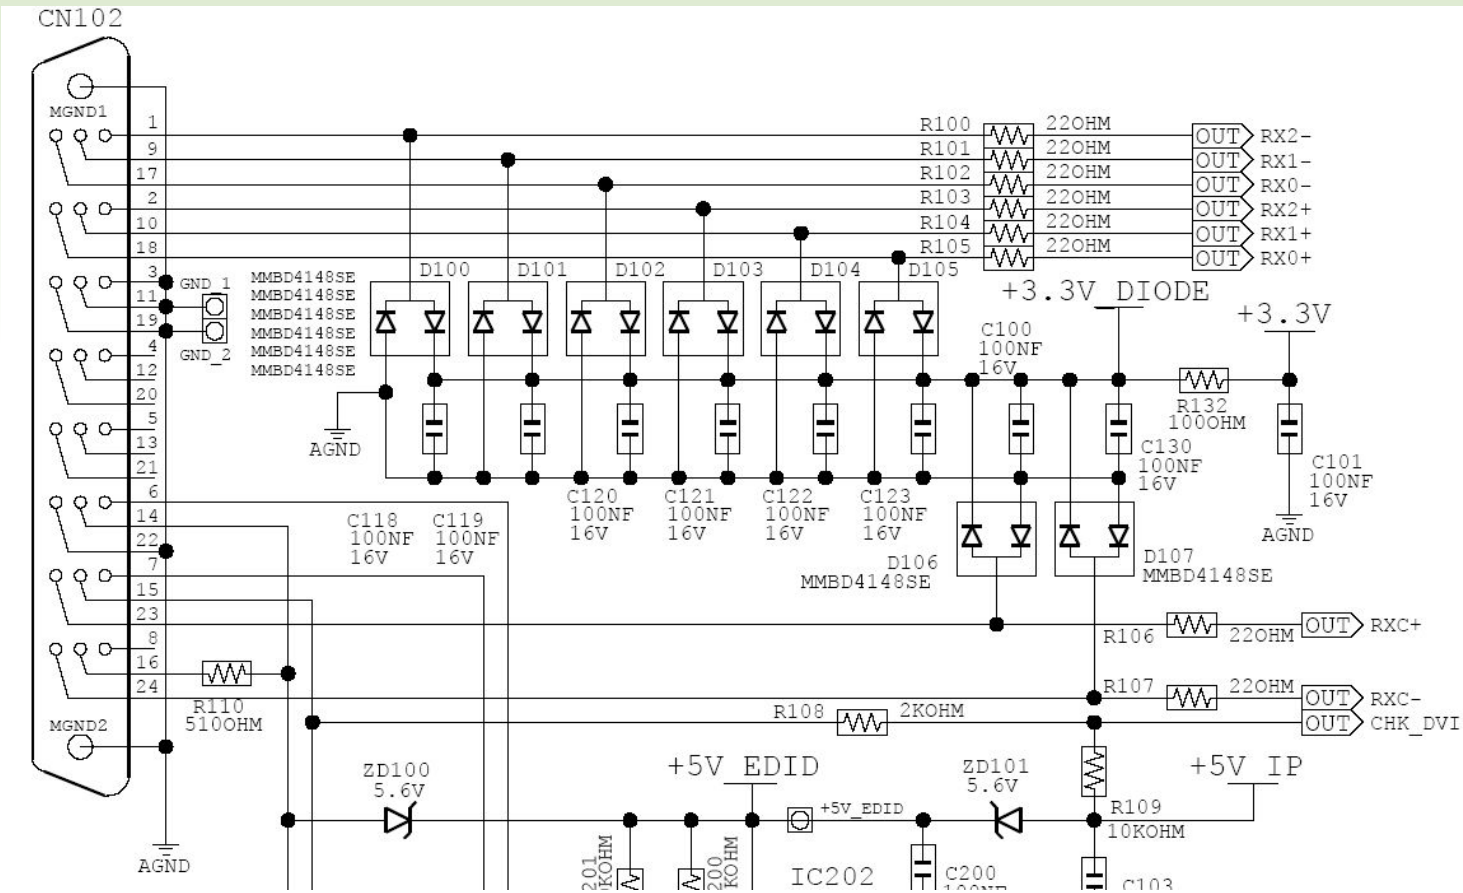 CN102
MGND1
1
9
17
2
10
18
3
11
19
4
12
20
5
13
21
6
14
22
7
15
23
8
16
24
MGND2
R100 22OHM OUT RX2-
R101 22OHM OUT RX1-
R102 22OHM OUT RX0-
R103 22OHM OUT RX2+
R104 22OHM OUT RX1+
R105 22OHM OUT RX0+
GND_1
GND_2
MMBD4148SE
MMBD4148SE
MMBD4148SE
MMBD4148SE
MMBD4148SE
MMBD4148SE
D100 D101 D102 D103 D104 D105
+3.3V_DIODE
+3.3V
C100
100NF
16V
R132
100OHM
AGND
C130
100NF
16V
C101
100NF
16V
AGND
C118
100NF
16V
C119
100NF
16V
C120
100NF
16V
C121
100NF
16V
C122
100NF
16V
C123
100NF
16V
D106
MMBD4148SE
D107
MMBD4148SE
R106 22OHM OUT RXC+
R107 22OHM OUT RXC-
R108 2KOHM OUT CHK_DVI
R110
510OHM
ZD100
5.6V
+5V_EDID
+5V_EDID
ZD101
5.6V
+5V_IP
R109
10KOHM
AGND
IC202
C200
C103